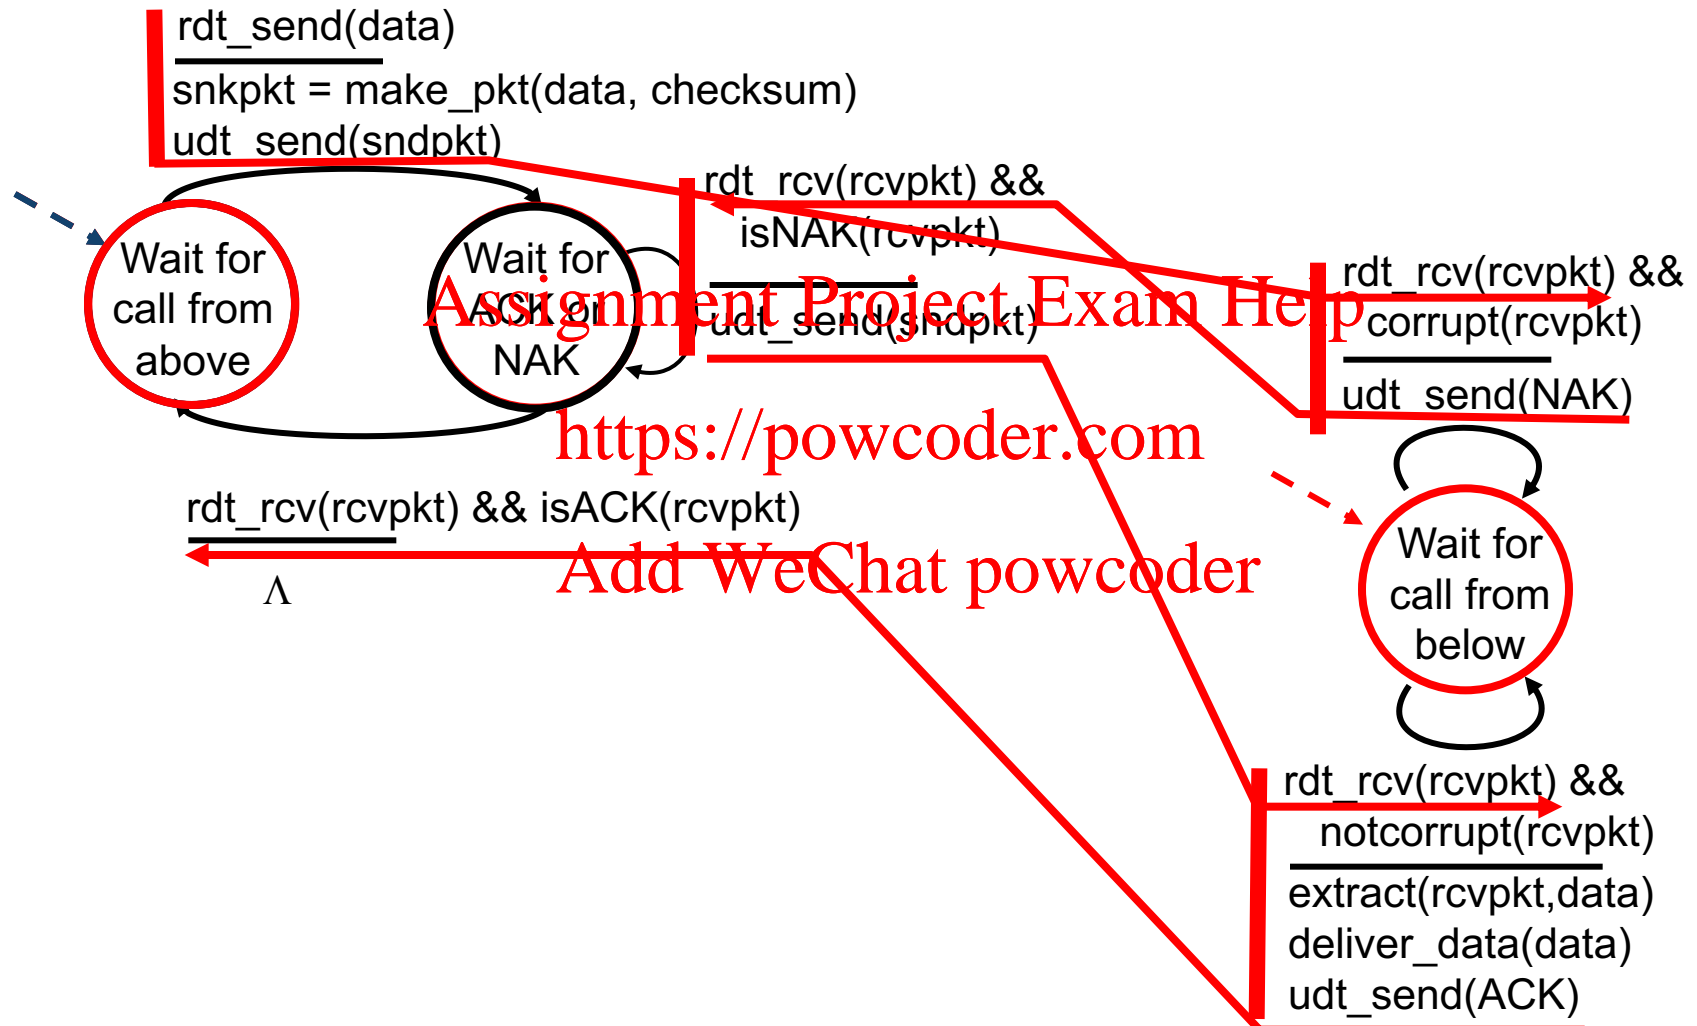 rdt_send(data)
snkpkt = make_pkt(data, checksum)
udt_send(sndpkt)
rdt_rcv(rcvpkt) &&
isNAK(rcvpkt)
udt_send(sndpkt)
Wait for
call from
above
Wait for
ACK or
NAK
rdt_rcv(rcvpkt) &&
corrupt(rcvpkt)
udt_send(NAK)
Assignment Project Exam Help
https://powcoder.com
Add WeChat powcoder
rdt_rcv(rcvpkt) && isACK(rcvpkt)
Λ
Wait for
call from
below
rdt_rcv(rcvpkt) &&
notcorrupt(rcvpkt)
extract(rcvpkt,data)
deliver_data(data)
udt_send(ACK)